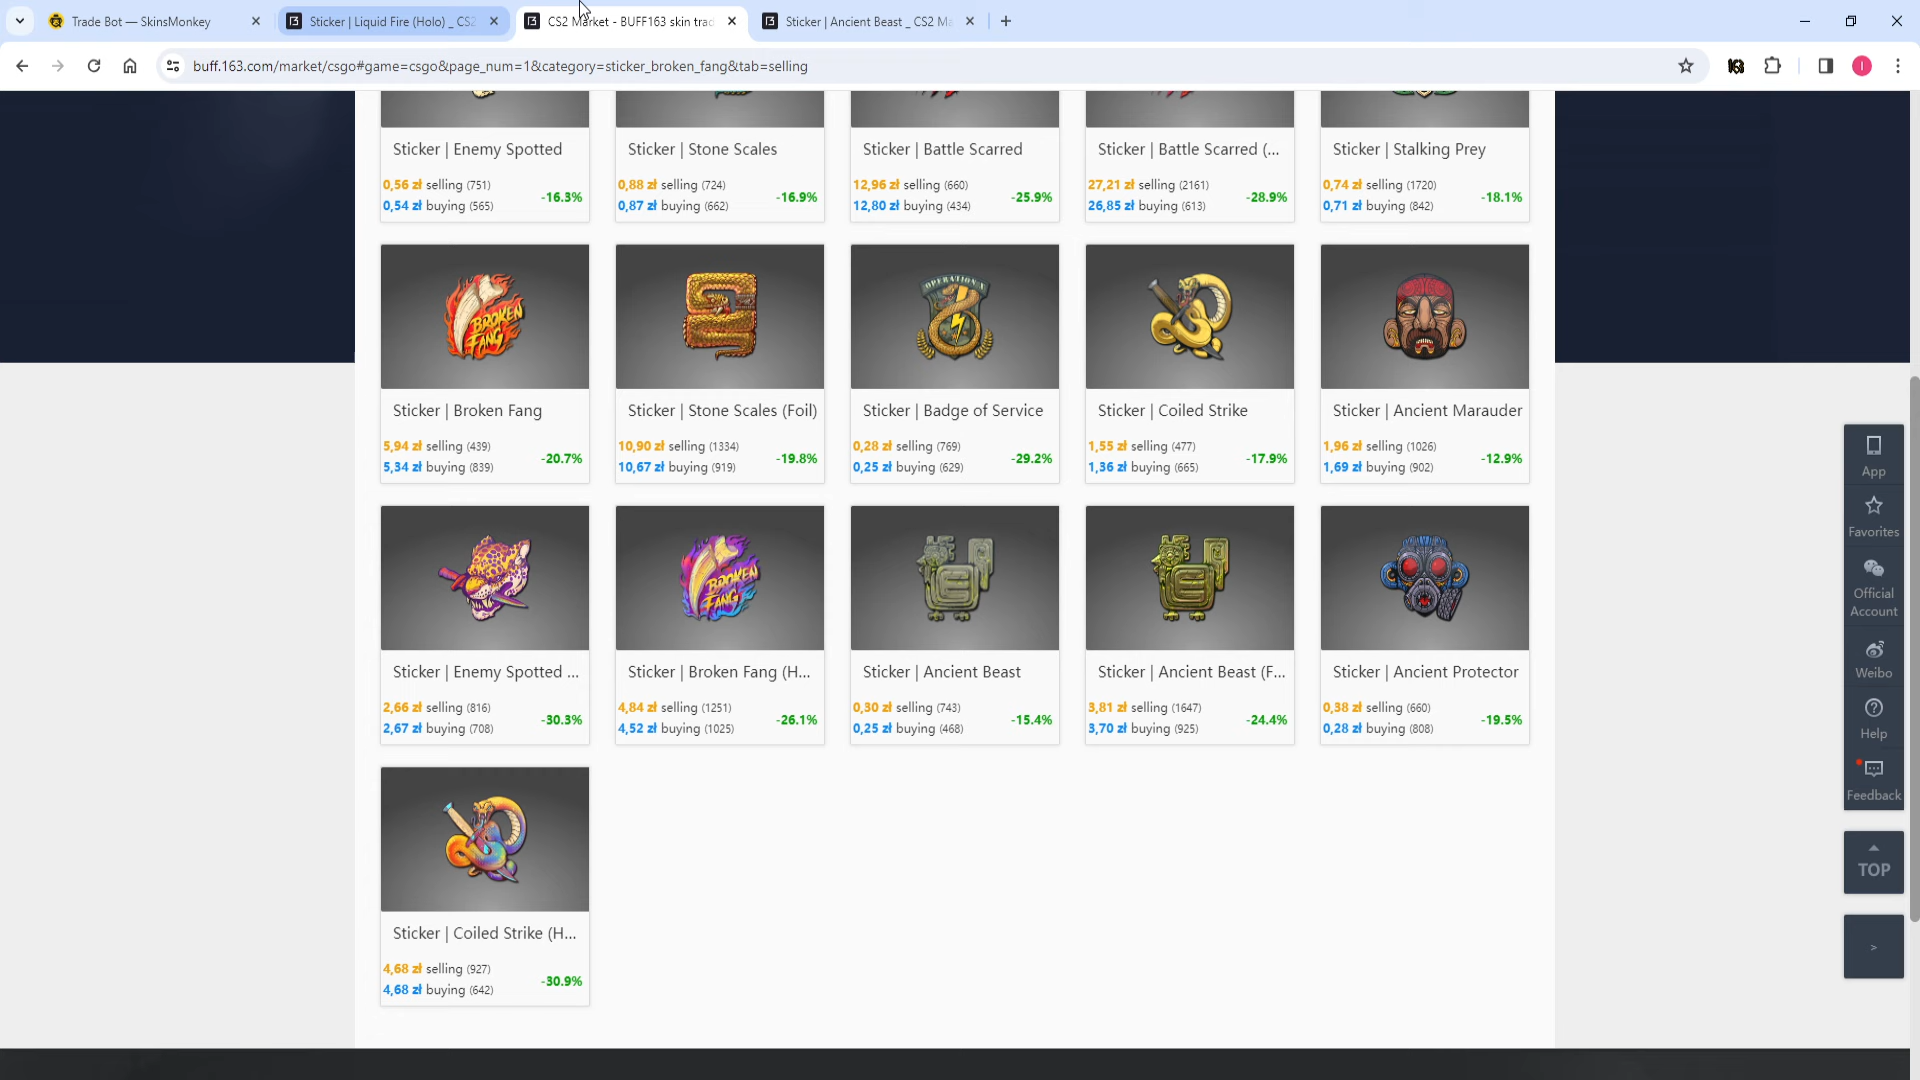 Trade Bot — SkinsMonkey
Sticker | Liquid Fire (Holo) _ CS2
CS2 Market - BUFF163 skin trad
Sticker | Ancient Beast _ CS2 Ma
buff.163.com/market/csgo#game=csgo&page_num=1&category=sticker_broken_fang&tab=selling
Sticker | Enemy Spotted
0,56 zł selling (751)
0,54 zł buying (565)
-16.3%
Sticker | Stone Scales
0,88 zł selling (724)
0,87 zł buying (662)
-16.9%
Sticker | Battle Scarred
12,96 zł selling (660)
12,80 zł buying (434)
-25.9%
Sticker | Battle Scarred (...
27,21 zł selling (2161)
26,85 zł buying (613)
-28.9%
Sticker | Stalking Prey
0,74 zł selling (1720)
0,71 zł buying (842)
-18.1%
BROKEN
FANG
Sticker | Broken Fang
5,94 zł selling (439)
5,34 zł buying (839)
-20.7%
Sticker | Stone Scales (Foil)
10,90 zł selling (1334)
10,67 zł buying (919)
-19.8%
OPERATION X
Sticker | Badge of Service
0,28 zł selling (769)
0,25 zł buying (629)
-29.2%
Sticker | Coiled Strike
1,55 zł selling (477)
1,36 zł buying (665)
-17.9%
Sticker | Ancient Marauder
1,96 zł selling (1026)
1,69 zł buying (902)
-12.9%
Sticker | Enemy Spotted ...
2,66 zł selling (816)
2,67 zł buying (708)
-30.3%
BROKEN
FANG
Sticker | Broken Fang (H...
4,84 zł selling (1251)
4,52 zł buying (1025)
-26.1%
Sticker | Ancient Beast
0,30 zł selling (743)
0,25 zł buying (468)
-15.4%
Sticker | Ancient Beast (F...
3,81 zł selling (1647)
3,70 zł buying (925)
-24.4%
Sticker | Ancient Protector
0,38 zł selling (660)
0,28 zł buying (808)
-19.5%
Sticker | Coiled Strike (H...
4,68 zł selling (927)
4,68 zł buying (642)
-30.9%
App
Favorites
Official
Account
Weibo
Help
Feedback
TOP
>